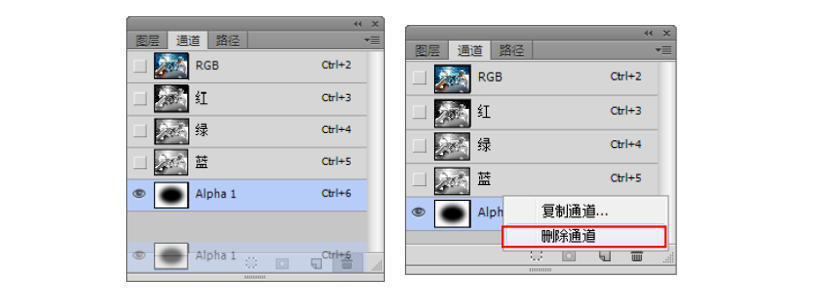 图层 通道 路径
RGB Ctrl+2
红 Ctrl+3
绿 Ctrl+4
蓝 Ctrl+5
Alpha 1 Ctrl+6
Alpha 1 Ctrl+6
图层 通道 路径
RGB Ctrl+2
红 Ctrl+3
绿 Ctrl+4
蓝 Ctrl+5
Alph
复制通道...
删除通道